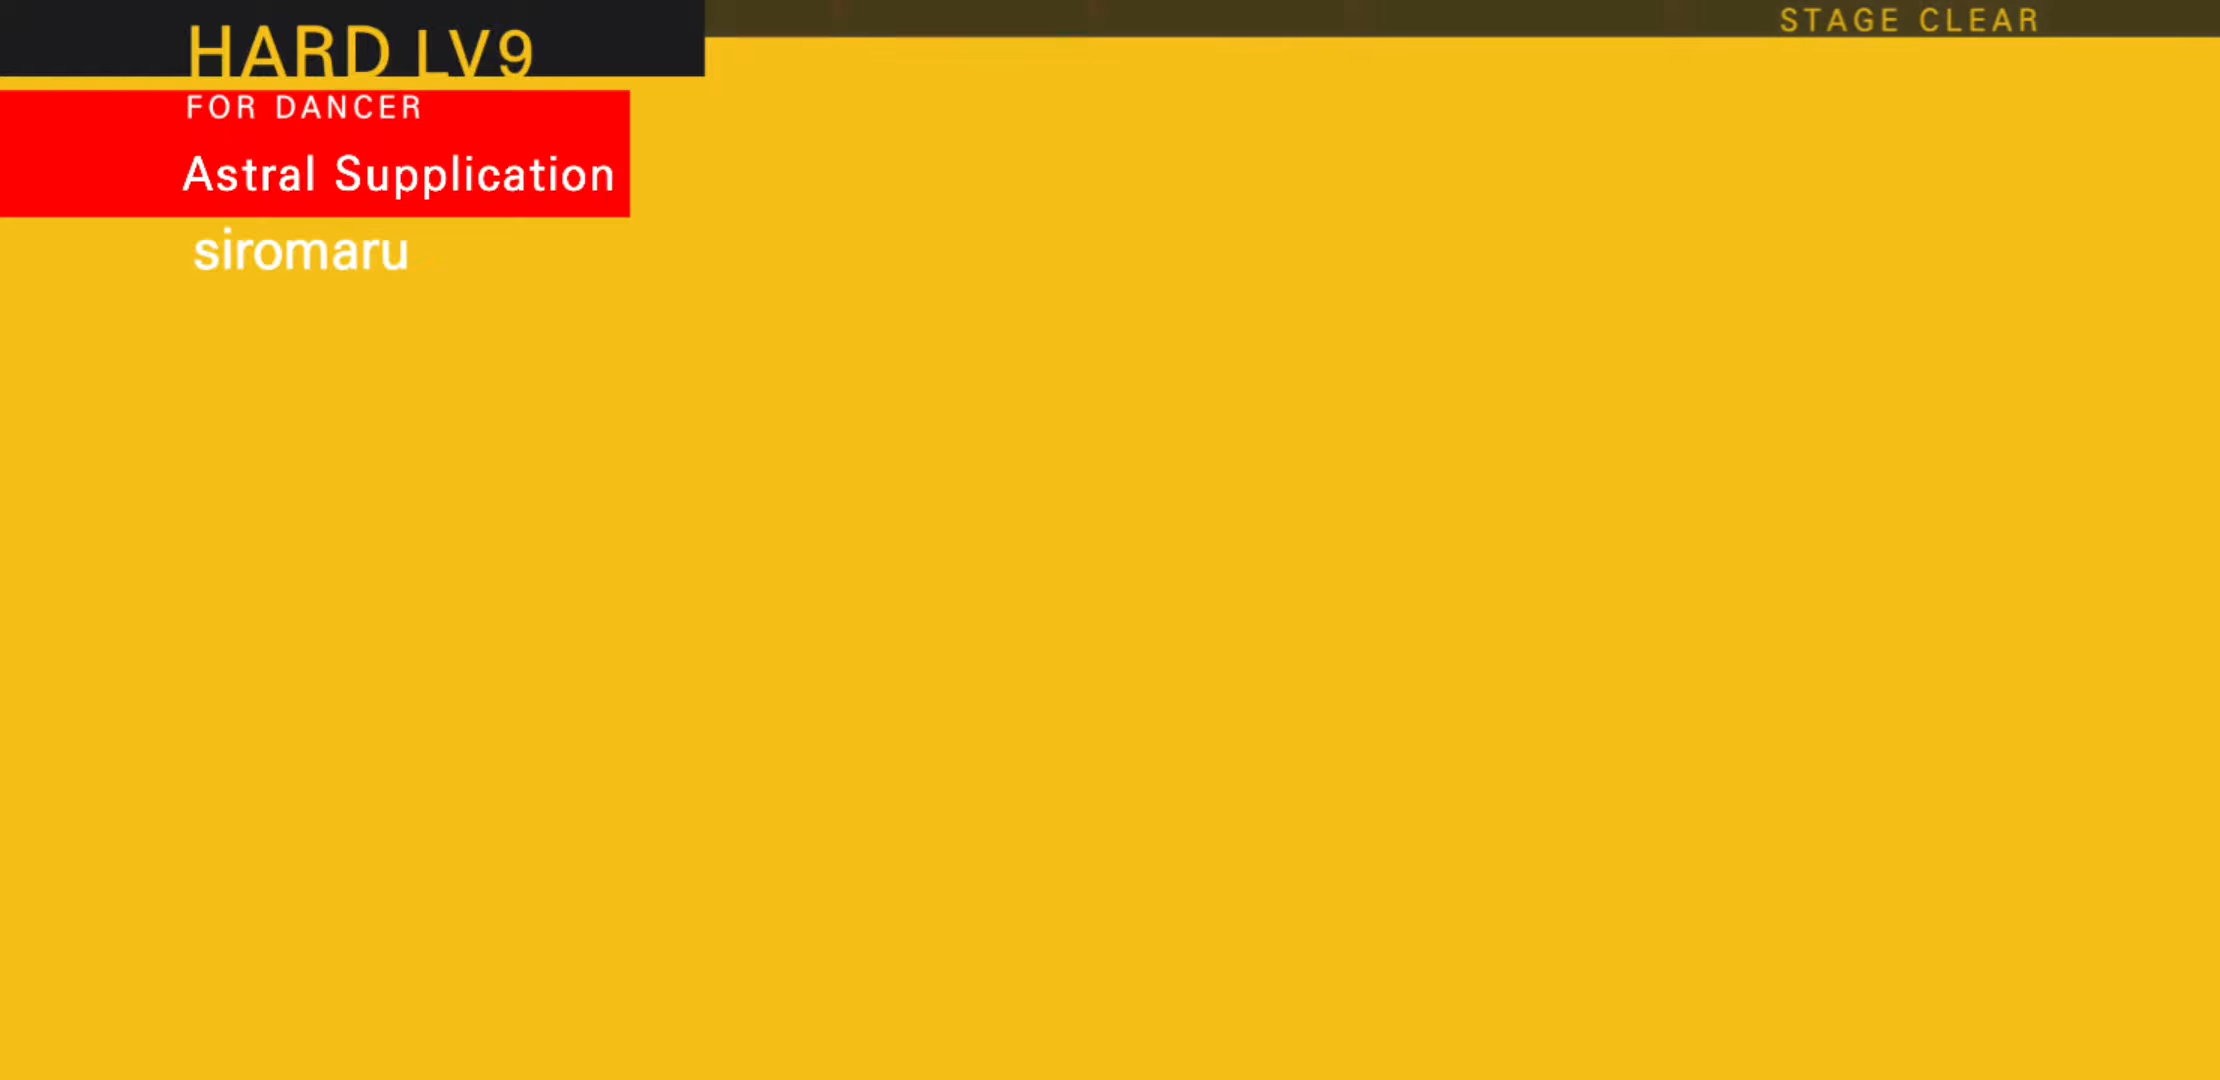 HARD LV9
STAGE CLEAR
FOR DANCER
Astral Supplication
siromaru